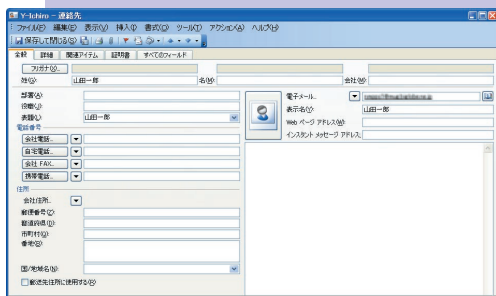 Y-Ichiro - 連絡先
ファイル(F) 編集(E) 表示(V) 挿入(I) 書式(O) ツール(T) アクション(A) ヘルプ(H)
保存して閉じる(S)
全般 詳細 関連アイテム 証明書 すべてのフィールド
フリガナ(Q)...
姓(G): 山田一郎 名(M): 会社(M):
部署(A):
役職(J):
表題(L): 山田一郎
電話番号
会社電話...
自宅電話...
会社 FAX...
携帯電話...
住所
会社住所...
郵便番号(Z):
都道府県(D):
市町村(Q):
番地(B):
国/地域名(N):
郵送先住所に使用する(R)
電子メール...
表示名(Y): 山田一郎
Web ページ アドレス(W):
インスタント メッセージ アドレス: